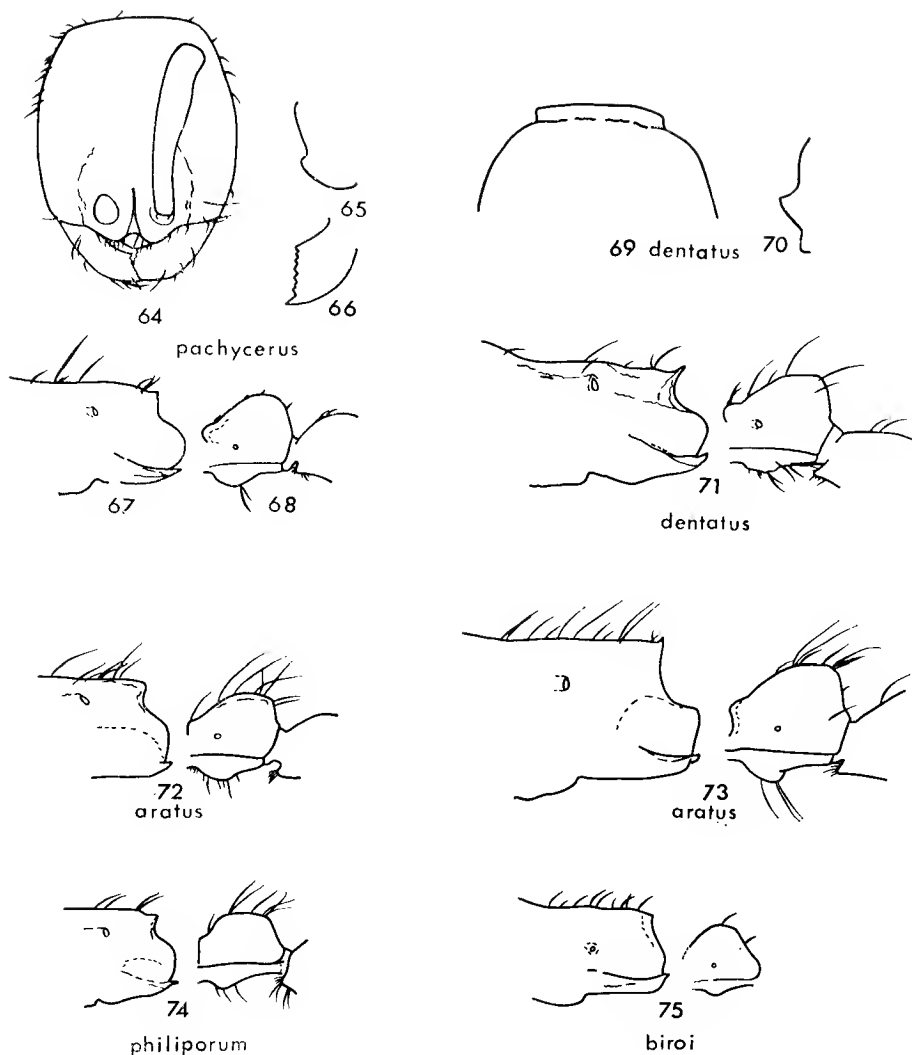 64
65
66
pachycerus
67
68
69 dentatus 70
71
dentatus
72
aratus
73
aratus
74
philiporum
75
biroi